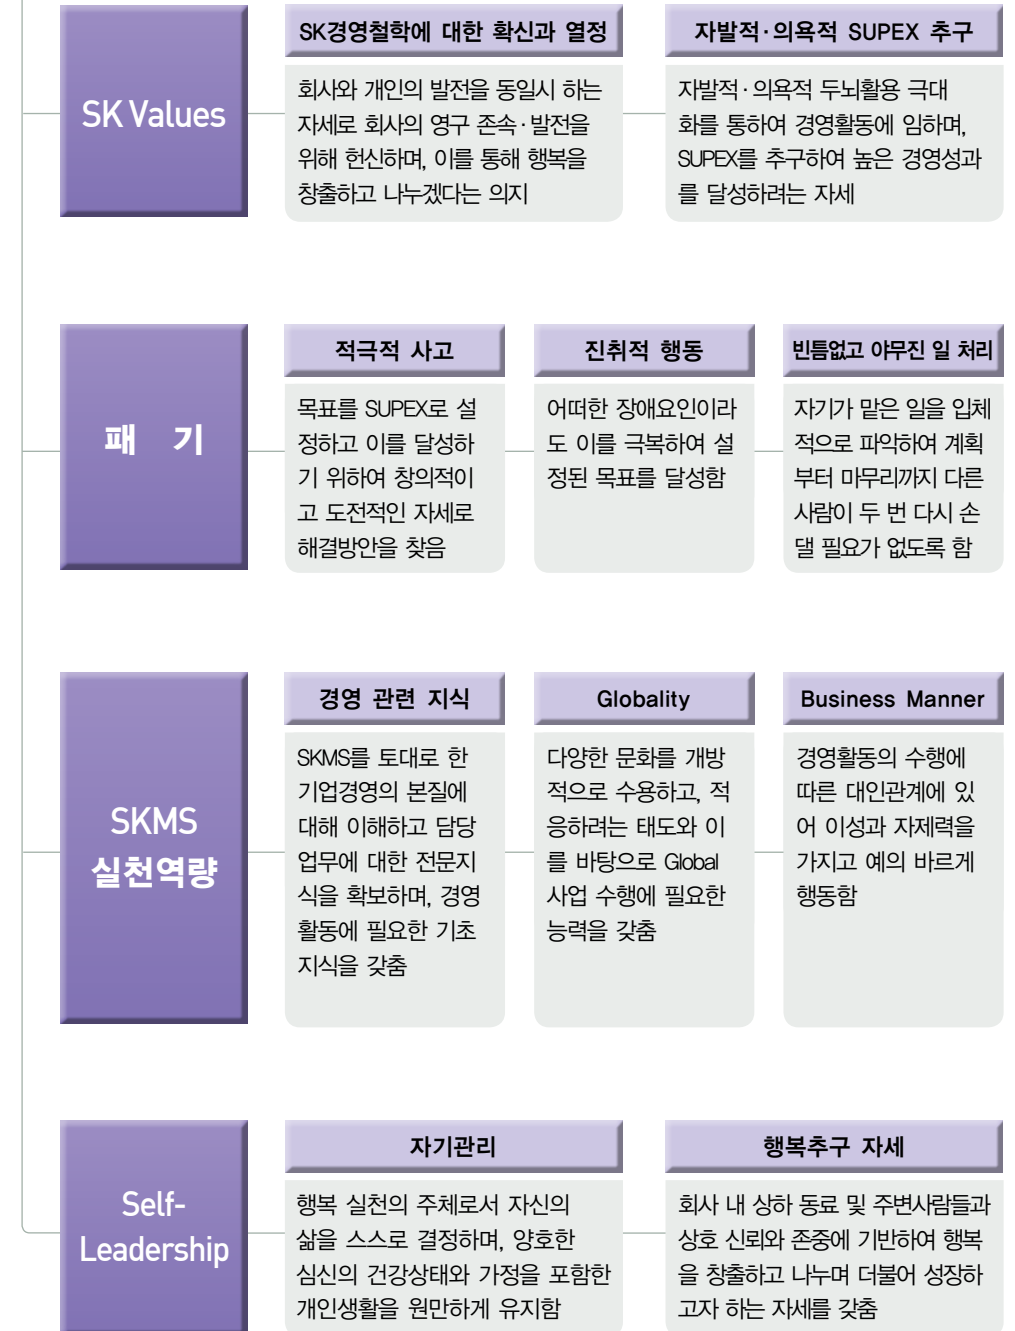 SK Values
SK경영철학에 대한 확신과 열정
회사와 개인의 발전을 동일시 하는
자세로 회사의 영구 존속·발전을
위해 헌신하며, 이를 통해 행복을
창출하고 나누겠다는 의지
자발적·의욕적 SUPEX 추구
자발적·의욕적 두뇌활용 극대
화를 통하여 경영활동에 임하며,
SUPEX를 추구하여 높은 경영성과
를 달성하려는 자세
패 기
적극적 사고
목표를 SUPEX로 설
정하고 이를 달성하
기 위하여 창의적이
고 도전적인 자세로
해결방안을 찾음
진취적 행동
어떠한 장애요인이라
도 이를 극복하여 설
정된 목표를 달성함
빈틈없고 야무진 일 처리
자기가 맡은 일을 입체
적으로 파악하여 계획
부터 마무리까지 다른
사람이 두 번 다시 손
댈 필요가 없도록 함
SKMS
실천역량
경영 관련 지식
SKMS를 토대로 한
기업경영의 본질에
대해 이해하고 담당
업무에 대한 전문지
식을 확보하며, 경영
활동에 필요한 기초
지식을 갖춤
Globality
다양한 문화를 개방
적으로 수용하고, 적
응하려는 태도와 이
를 바탕으로 Global
사업 수행에 필요한
능력을 갖춤
Business Manner
경영활동의 수행에
따른 대인관계에 있
어 이성과 자제력을
가지고 예의 바르게
행동함
Self-
Leadership
자기관리
행복 실천의 주체로서 자신의
삶을 스스로 결정하며, 양호한
심신의 건강상태와 가정을 포함한
개인생활을 원만하게 유지함
행복추구 자세
회사 내 상하 동료 및 주변사람들과
상호 신뢰와 존중에 기반하여 행복
을 창출하고 나누며 더불어 성장하
고자 하는 자세를 갖춤